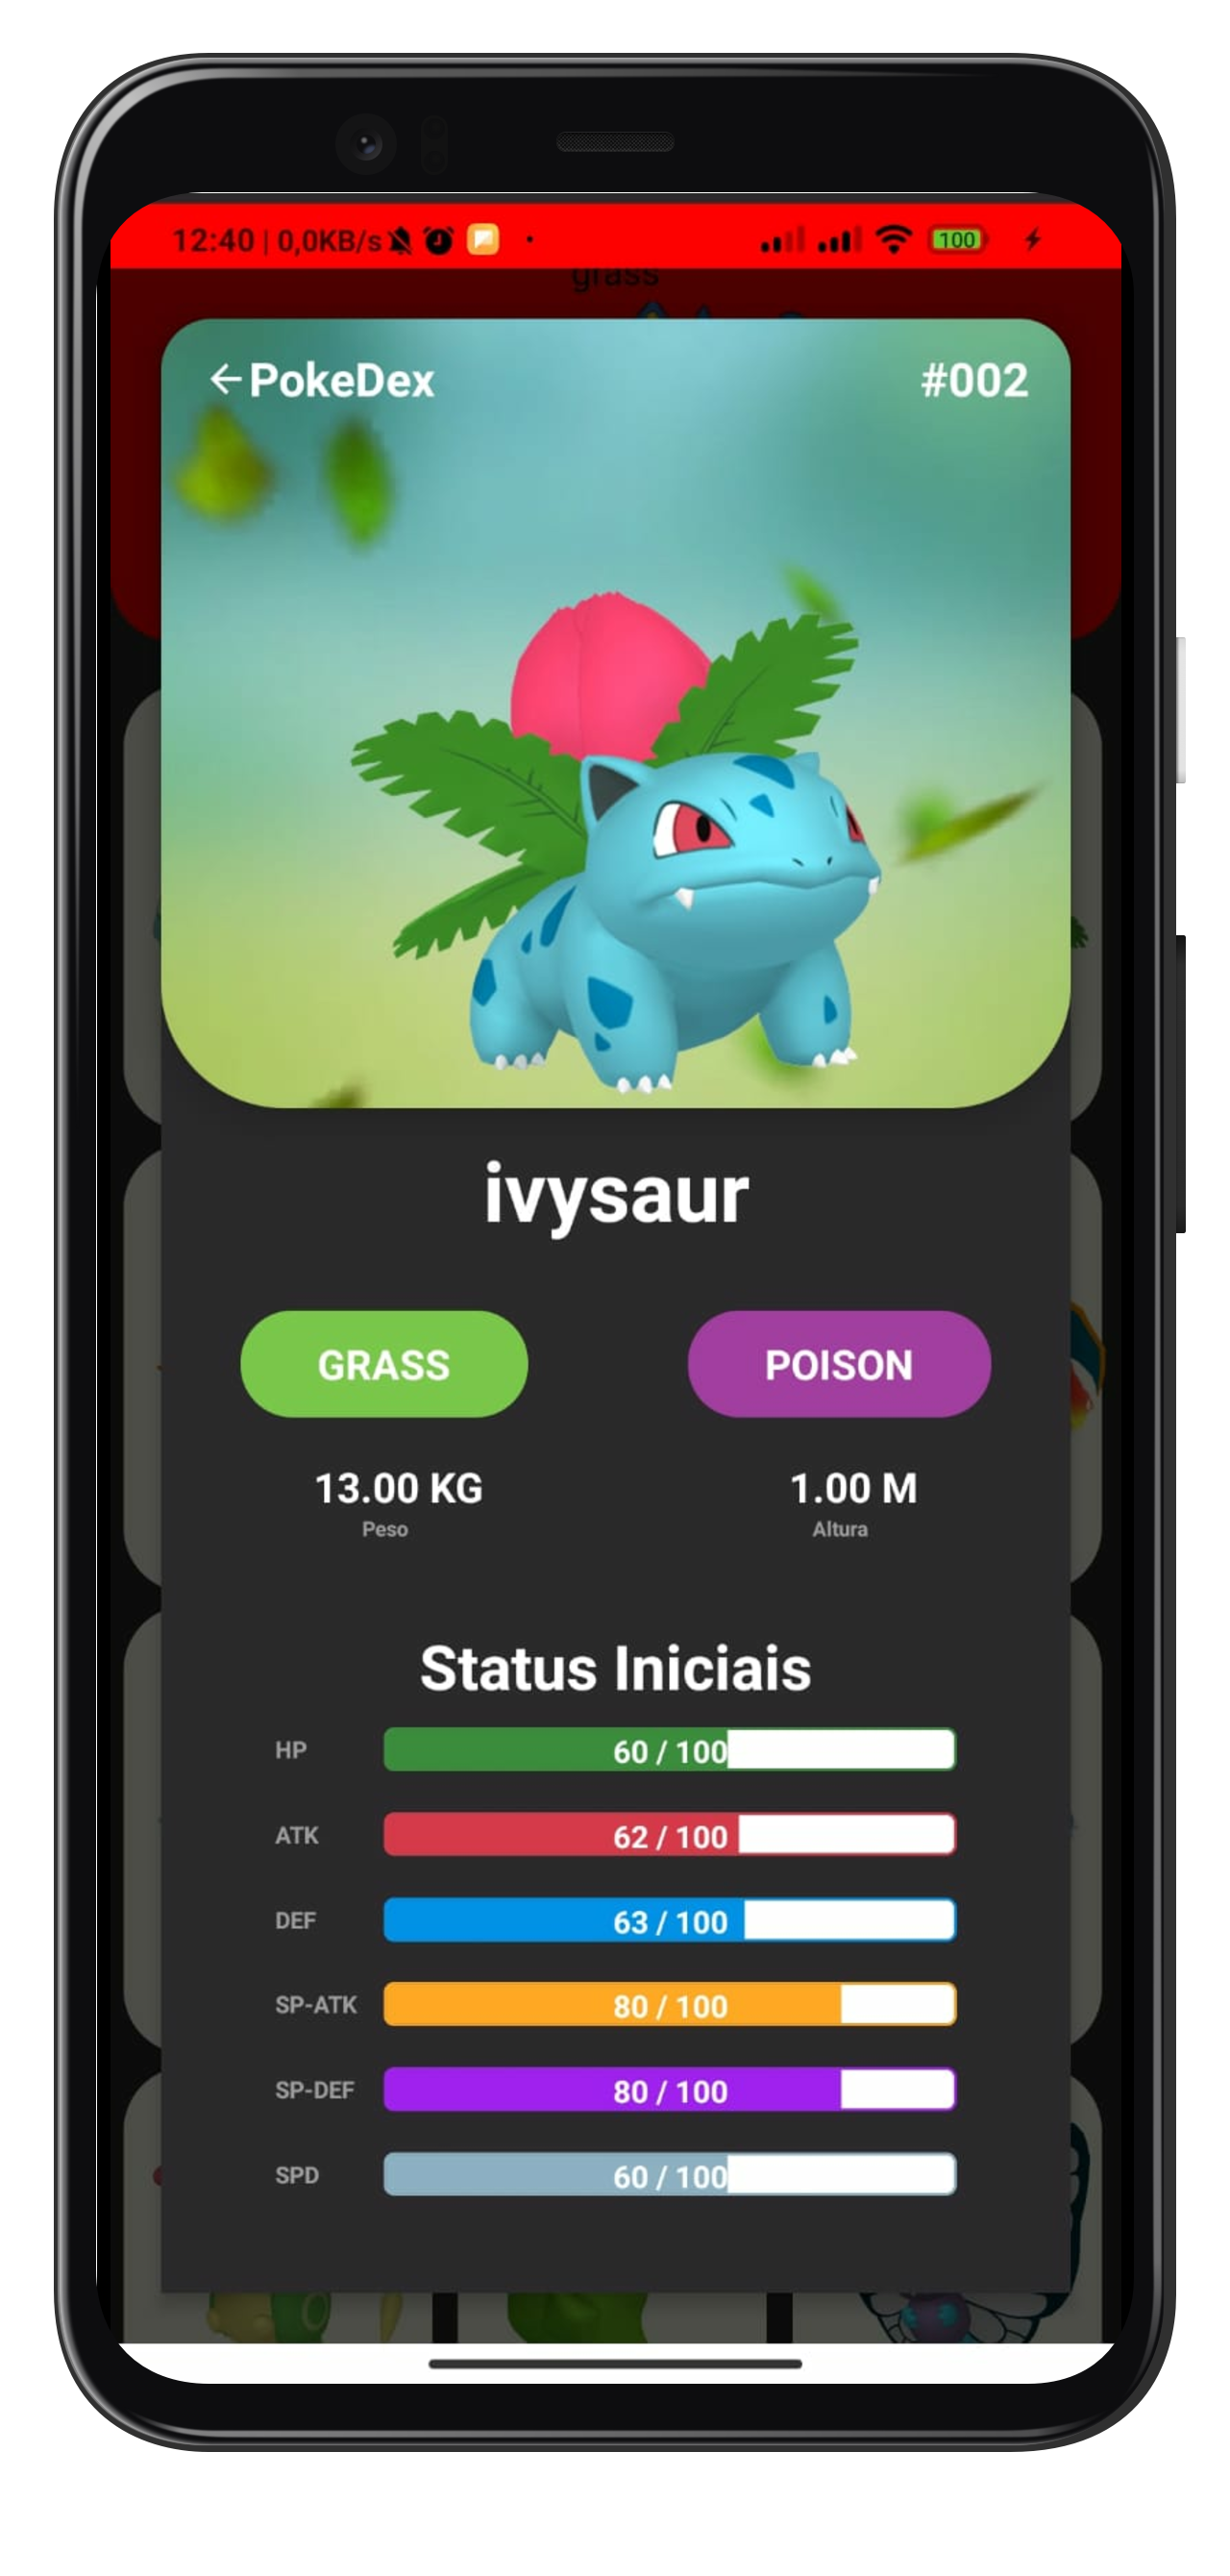 12:40 | 0,0KB/s
100
grass
PokeDex #002
ivysaur
GRASS POISON
13.00 KG 1.00 M
Peso Altura
Status Iniciais
HP 60 / 100
ATK 62 / 100
DEF 63 / 100
SP-ATK 80 / 100
SP-DEF 80 / 100
SPD 60 / 100